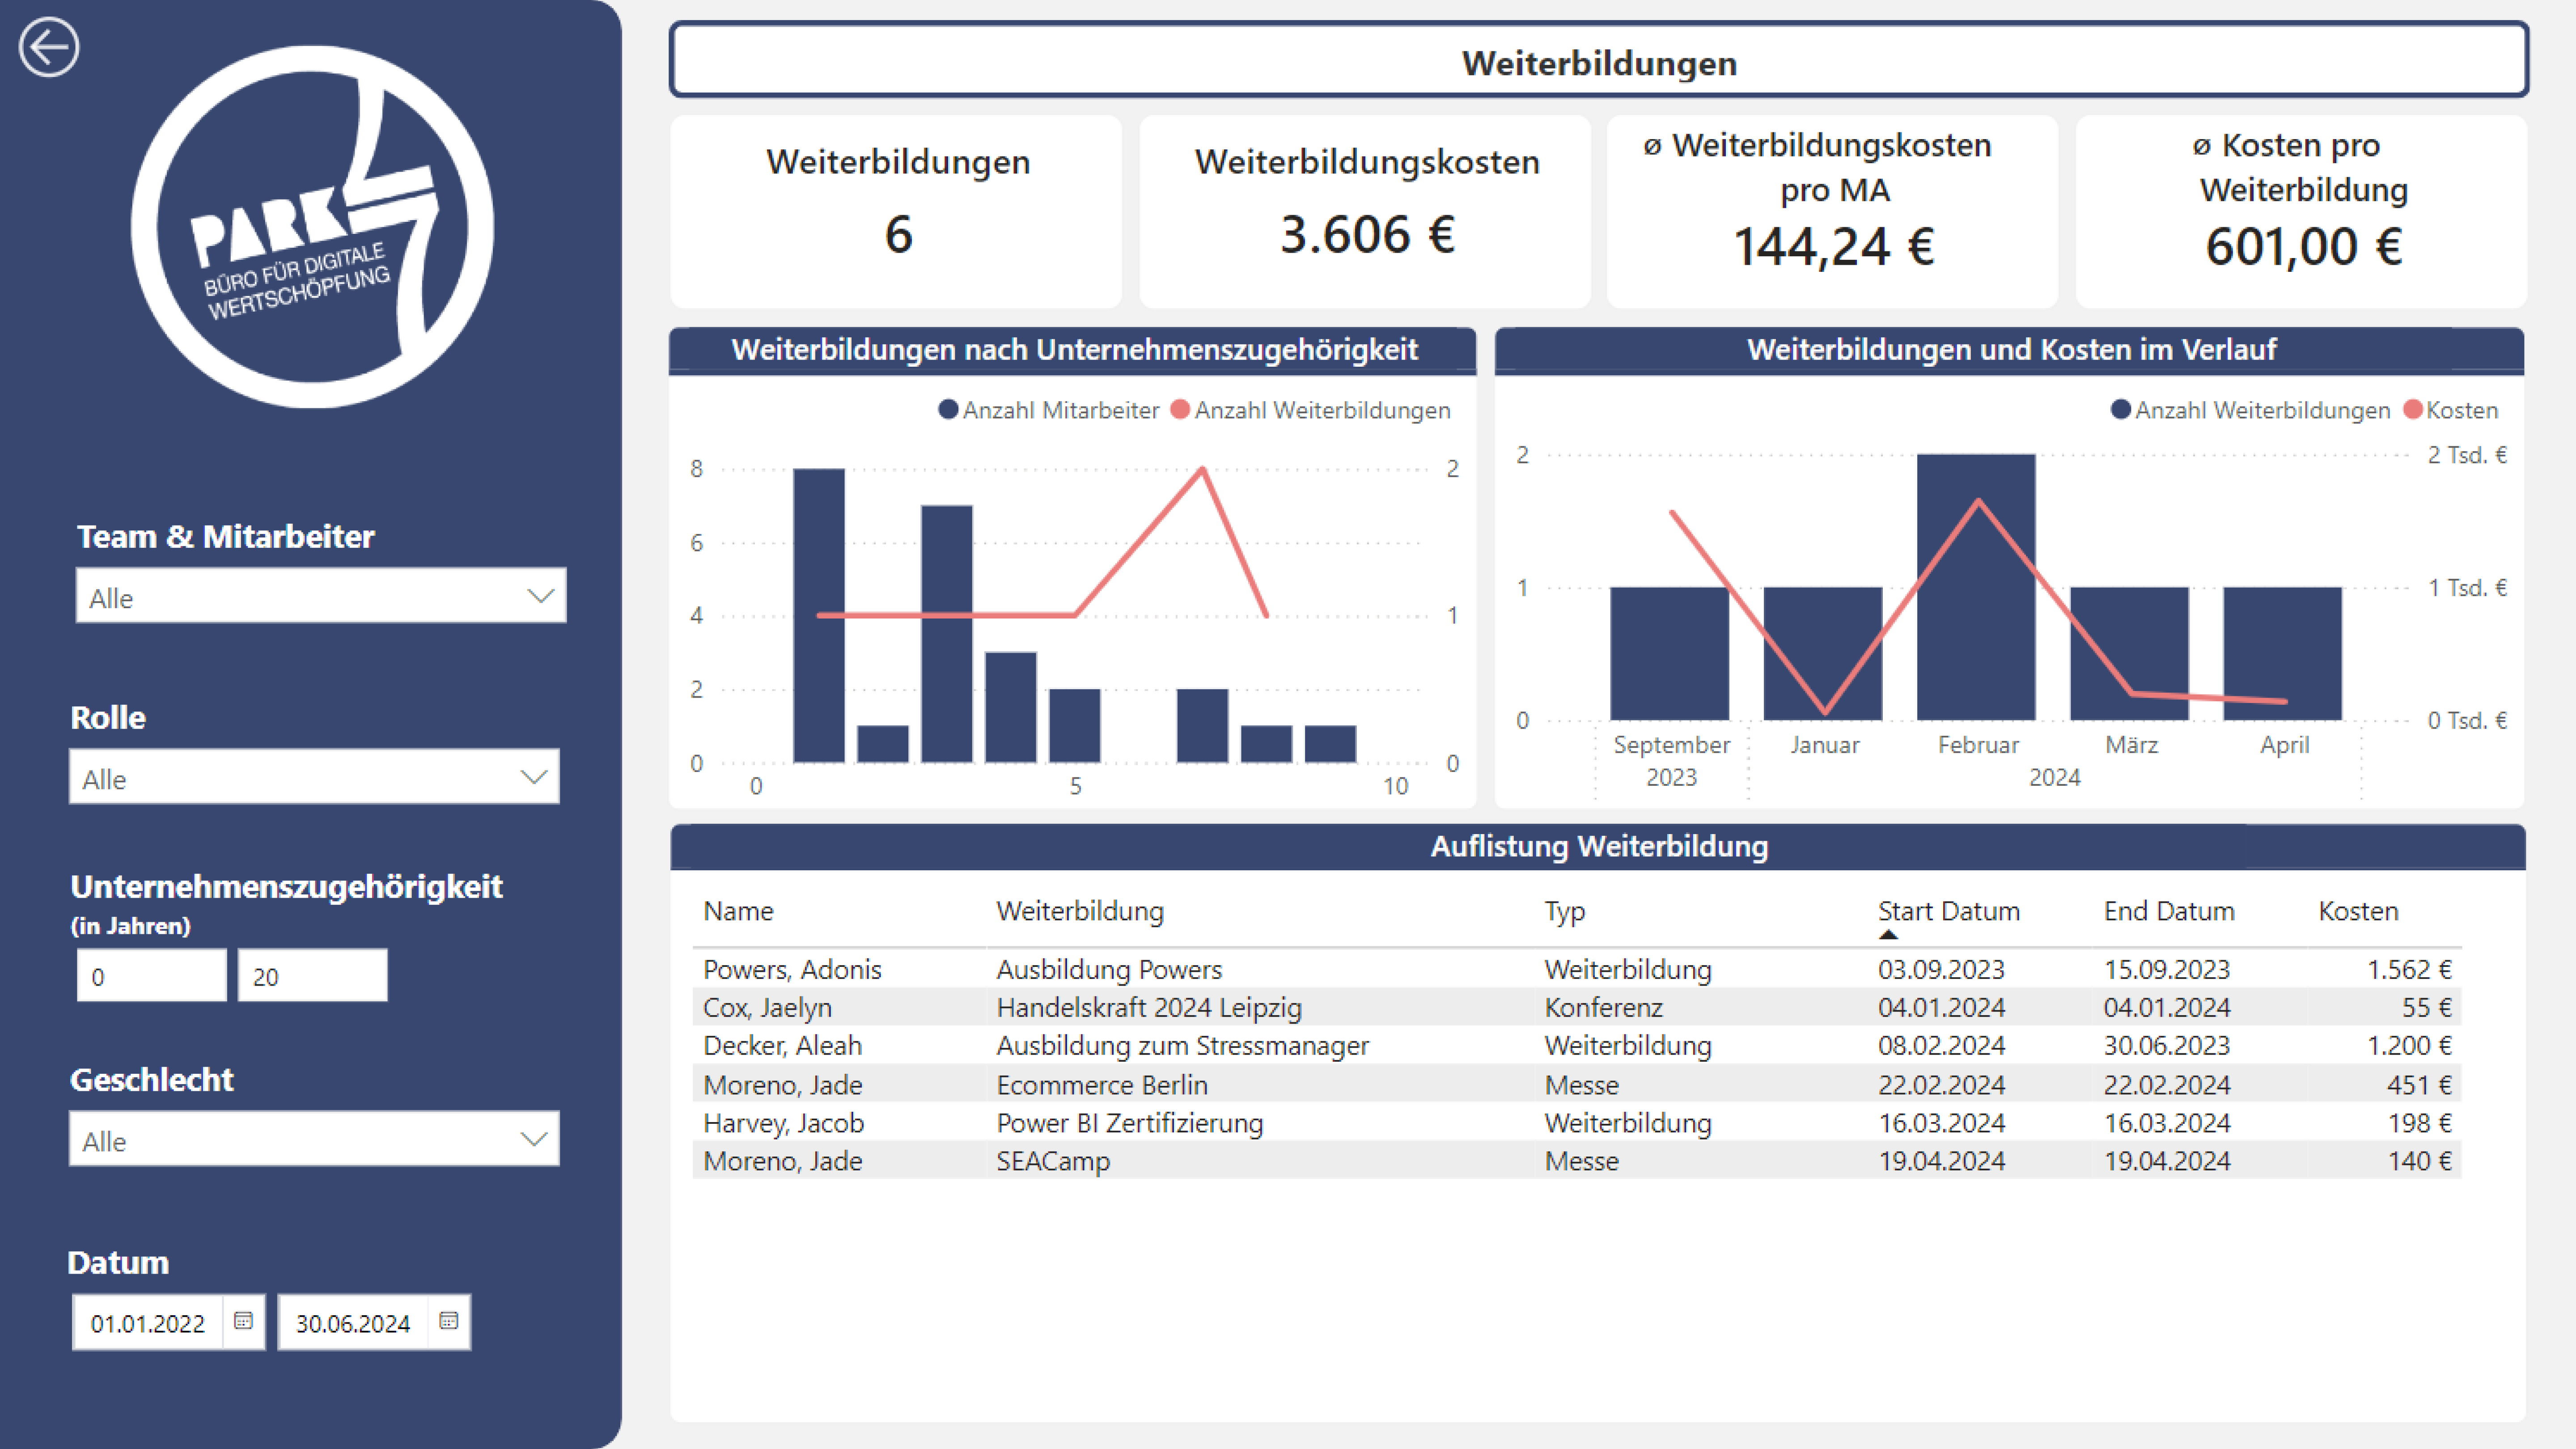 PARK
BÜRO FÜR DIGITALE
WERTSCHÖPFUNG
Team & Mitarbeiter
Alle
Rolle
Alle
Unternehmenszugehörigkeit
(in Jahren)
0 20
Geschlecht
Alle
Datum
01.01.2022 30.06.2024
Weiterbildungen
Weiterbildungen
6
Weiterbildungskosten
3.606 €
ø Weiterbildungskosten
pro MA
144,24 €
ø Kosten pro
Weiterbildung
601,00 €
Weiterbildungen nach Unternehmenszugehörigkeit
Anzahl Mitarbeiter Anzahl Weiterbildungen
8 2
6
4 1
2
0 0
0 5 10
Weiterbildungen und Kosten im Verlauf
Anzahl Weiterbildungen Kosten
2 2 Tsd. €
1 1 Tsd. €
0 0 Tsd. €
September Januar Februar März April
2023 2024
Auflistung Weiterbildung
Name Weiterbildung Typ Start Datum End Datum Kosten
Powers, Adonis Ausbildung Powers Weiterbildung 03.09.2023 15.09.2023 1.562 €
Cox, Jaelyn Handelskraft 2024 Leipzig Konferenz 04.01.2024 04.01.2024 55 €
Decker, Aleah Ausbildung zum Stressmanager Weiterbildung 08.02.2024 30.06.2023 1.200 €
Moreno, Jade Ecommerce Berlin Messe 22.02.2024 22.02.2024 451 €
Harvey, Jacob Power BI Zertifizierung Weiterbildung 16.03.2024 16.03.2024 198 €
Moreno, Jade SEACamp Messe 19.04.2024 19.04.2024 140 €